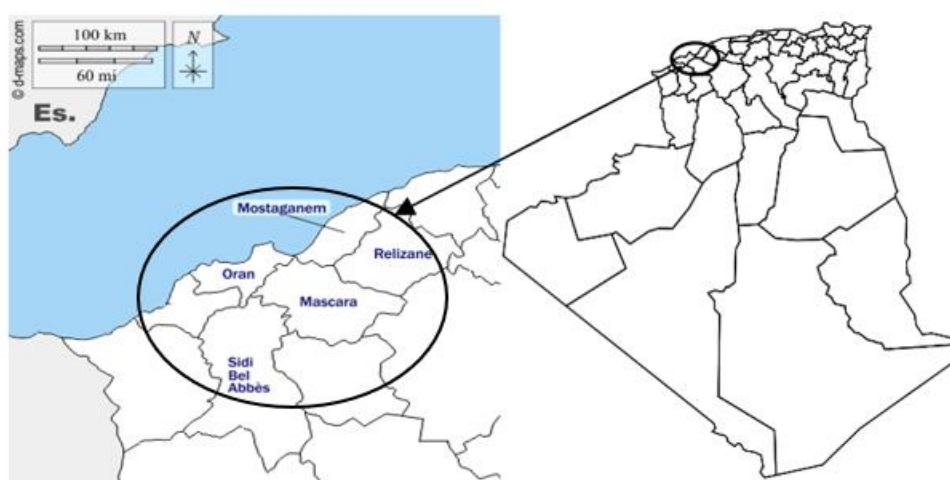 © d-maps.com
100 km
60 mi
N
Es.
Mostaganem
Relizane
Oran
Mascara
Sidi
Bel
Abbès